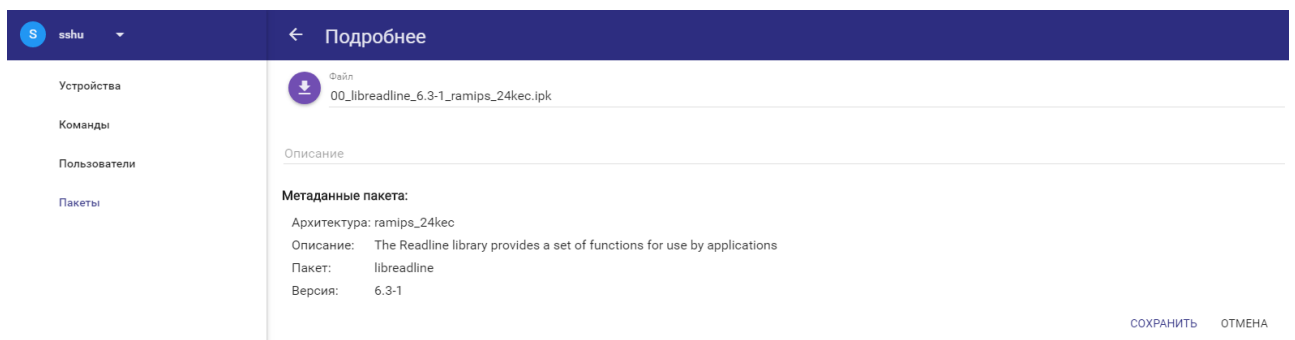 S sshu
Подробнее
Устройства
Команды
Пользователи
Пакеты
Файл
00_libreadline_6.3-1_ramips_24kec.ipk
Описание
Метаданные пакета:
Архитектура: ramips_24kec
Описание: The Readline library provides a set of functions for use by applications
Пакет: libreadline
Версия: 6.3-1
СОХРАНИТЬ ОТМЕНА